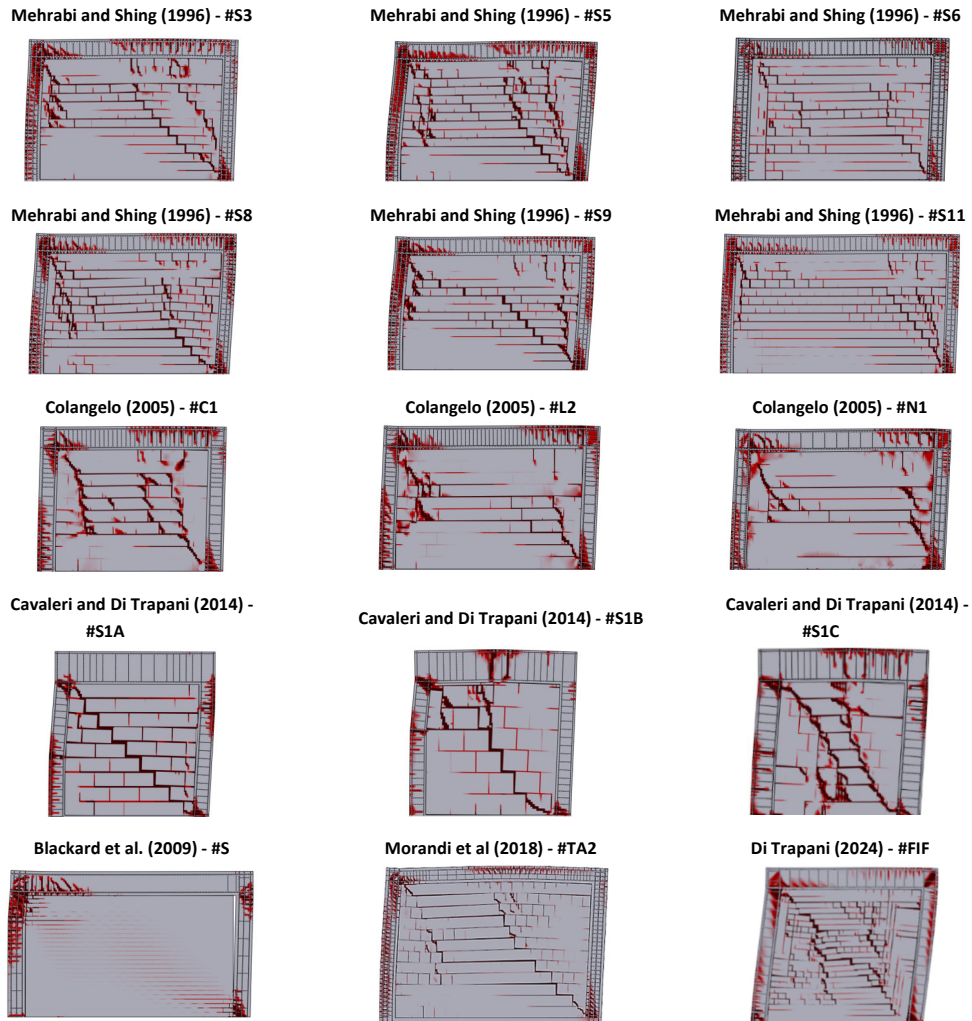 Mehrabi and Shing (1996) - #S3
Mehrabi and Shing (1996) - #S5
Mehrabi and Shing (1996) - #S6
Mehrabi and Shing (1996) - #S8
Mehrabi and Shing (1996) - #S9
Mehrabi and Shing (1996) - #S11
Colangelo (2005) - #C1
Colangelo (2005) - #L2
Colangelo (2005) - #N1
Cavaleri and Di Trapani (2014) -
#S1A
Cavaleri and Di Trapani (2014) - #S1B
Cavaleri and Di Trapani (2014) -
#S1C
Blackard et al. (2009) - #S
Morandi et al (2018) - #TA2
Di Trapani (2024) - #FIF